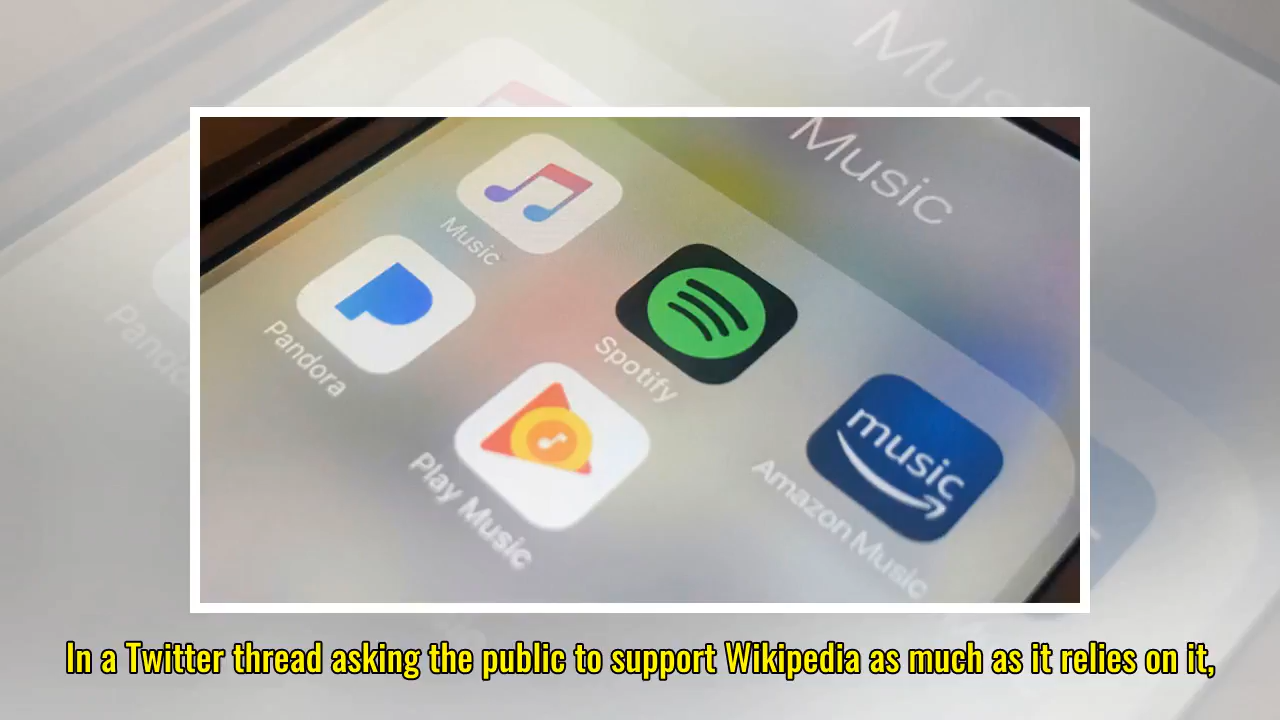 Mus
Music
Music
Pandora
Spotify
Play Music
music
Amazon Music
In a Twitter thread asking the public to support Wikipedia as much as it relies on it,